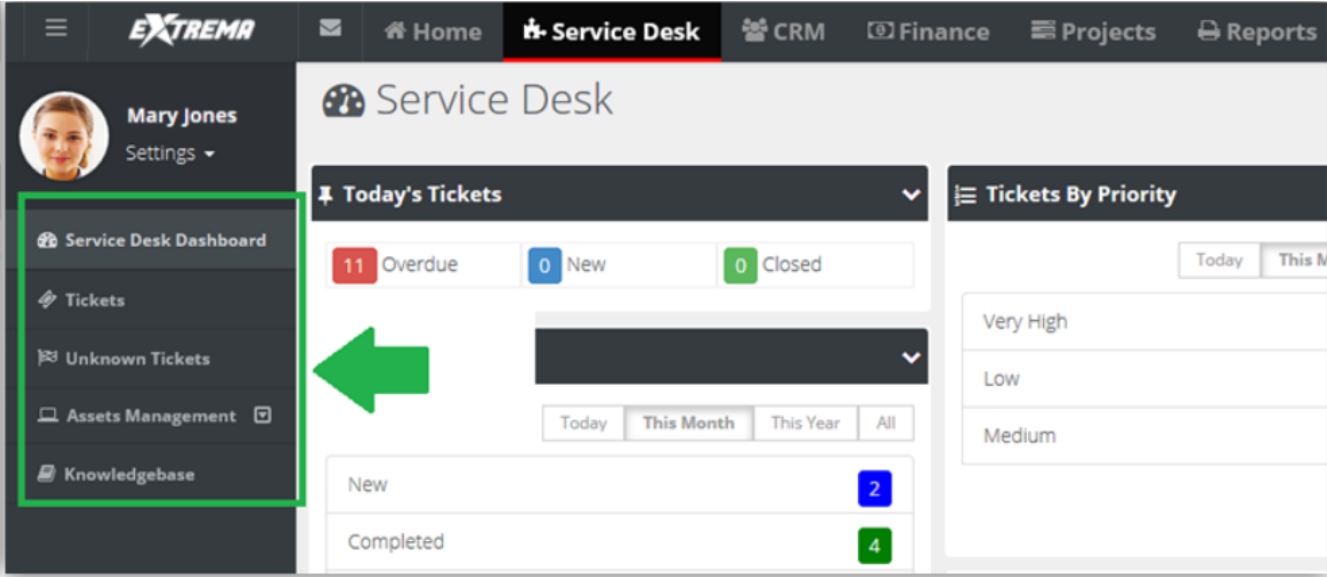 EXTREMA
Home
Service Desk
CRM
Finance
Projects
Reports
Mary Jones
Settings
Service Desk Dashboard
Tickets
Unknown Tickets
Assets Management
Knowledgebase
Service Desk
Today's Tickets
11 Overdue
0 New
0 Closed
Today
This Month
This Year
All
New 2
Completed 4
Tickets By Priority
Today
This M
Very High
Low
Medium